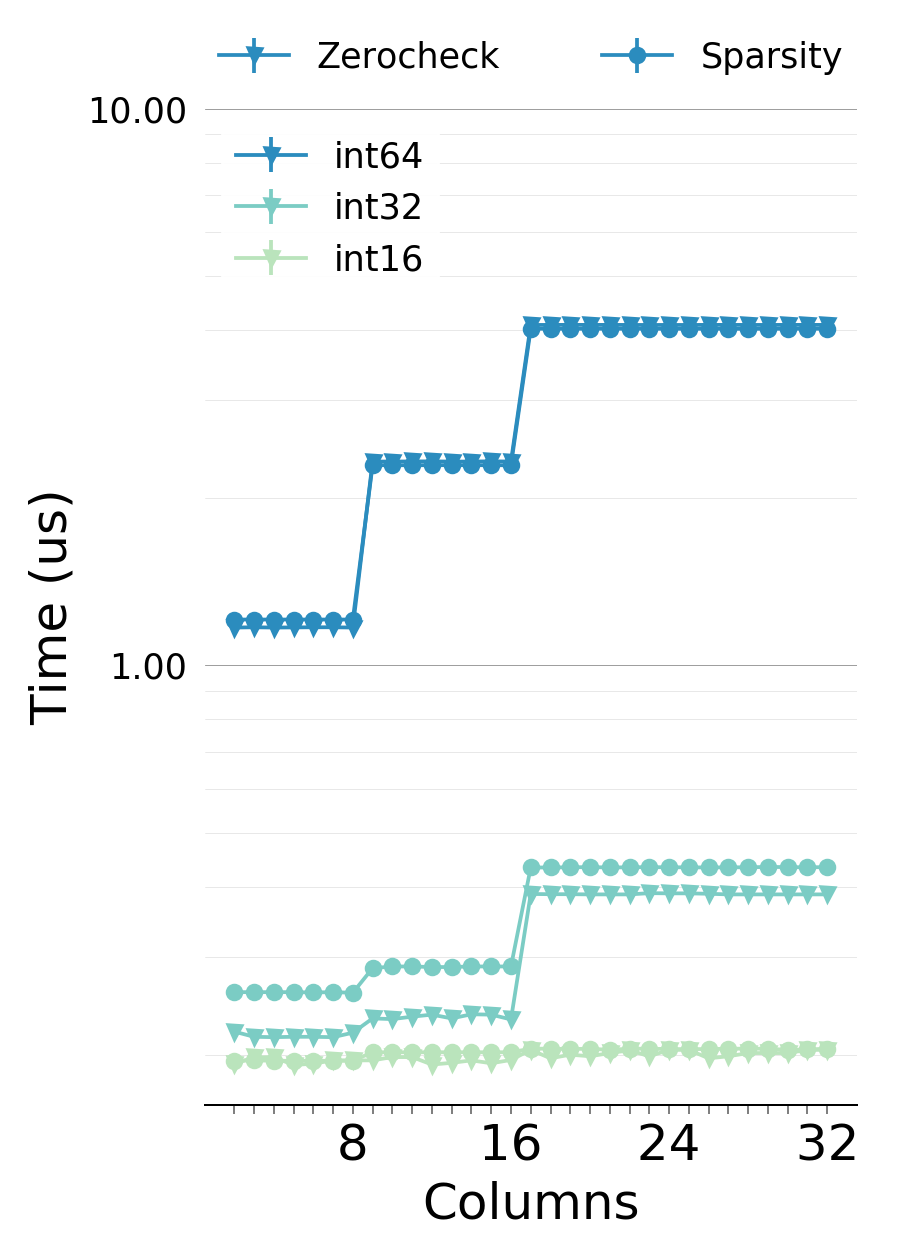 Zerocheck Sparsity
10.00
int64
int32
int16
Time (us)
1.00
8 16 24 32
Columns